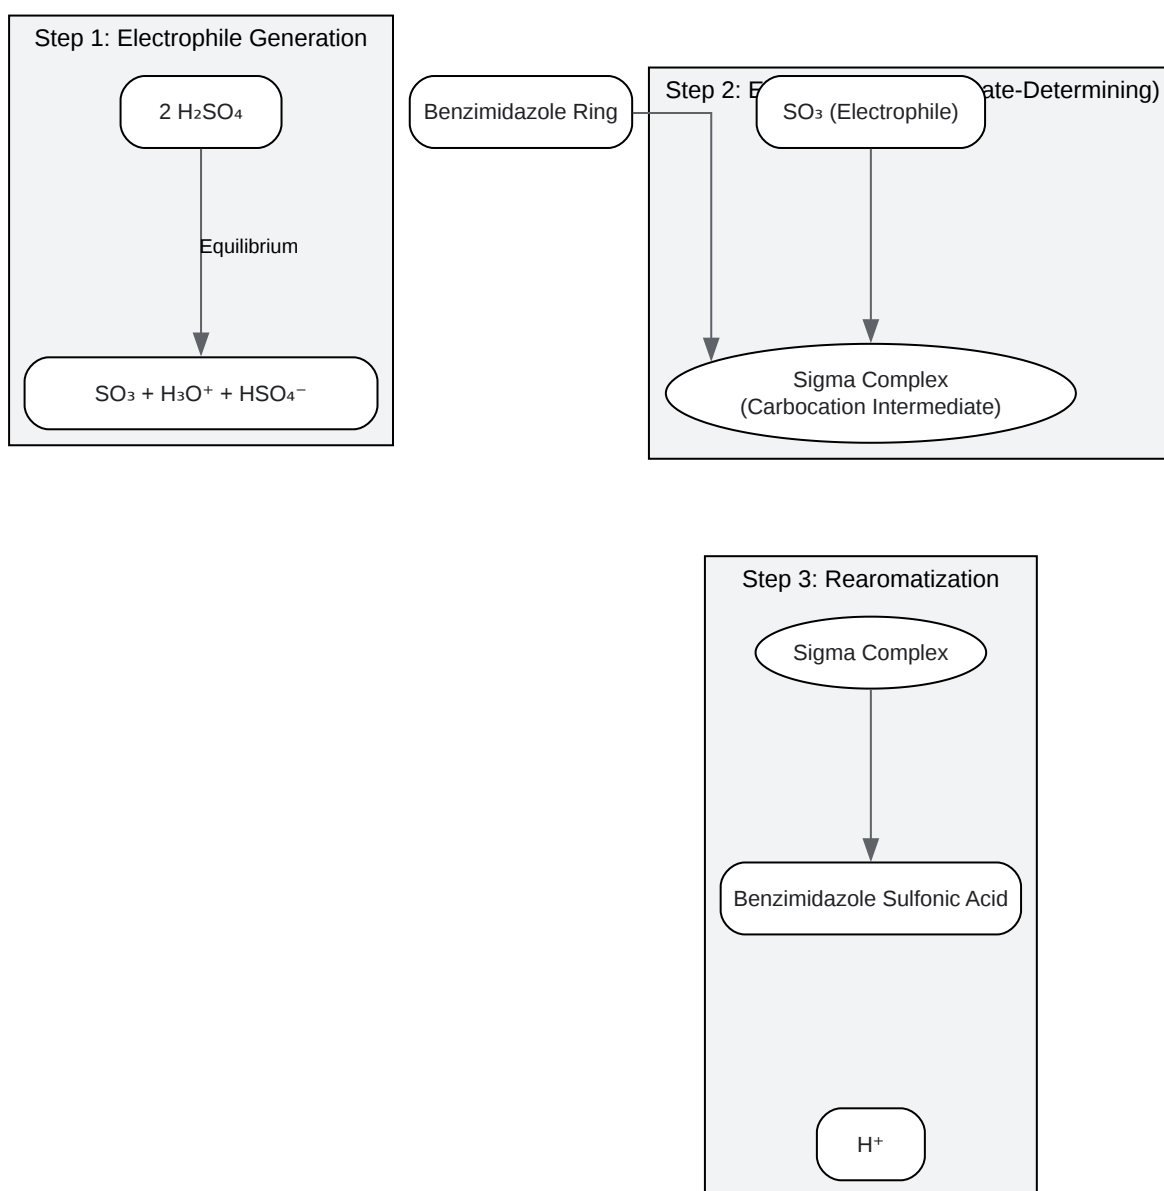 Step 1: Electrophile Generation
2 H₂SO₄
Equilibrium
SO₃ + H₃O⁺ + HSO₄⁻
Benzimidazole Ring
Step 2: ate-Determining)
SO₃ (Electrophile)
Sigma Complex
(Carbocation Intermediate)
Step 3: Rearomatization
Sigma Complex
Benzimidazole Sulfonic Acid
H⁺